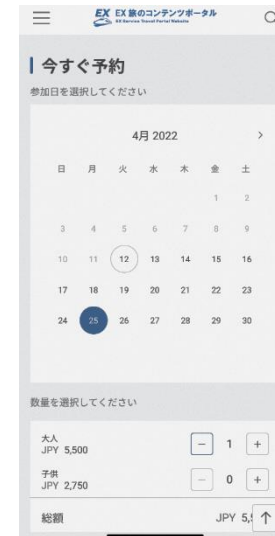 EX EX 旅のコンテンツポータル
EX Service Travel Portal Website
今すぐ予約
参加日を選択してください
4月 2022
日 月 火 水 木 金 土
1 2
3 4 5 6 7 8 9
10 11 12 13 14 15 16
17 18 19 20 21 22 23
24 25 26 27 28 29 30
数量を選択してください
大人
JPY 5,500
1
子供
JPY 2,750
0
総額
JPY 5,